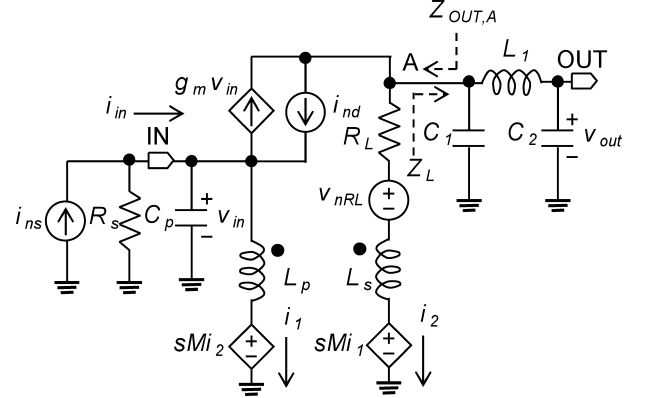 Z_OUT,A
A
L_1
OUT
g_m v_in
i_in
i_nd
R_L
C_1
C_2
+
v_out
−
IN
Z_L
v_nRL
+
−
i_ns
R_s
C_p
+
v_in
−
L_p
L_s
i_1
i_2
sMi_2
+
−
sMi_1
+
−